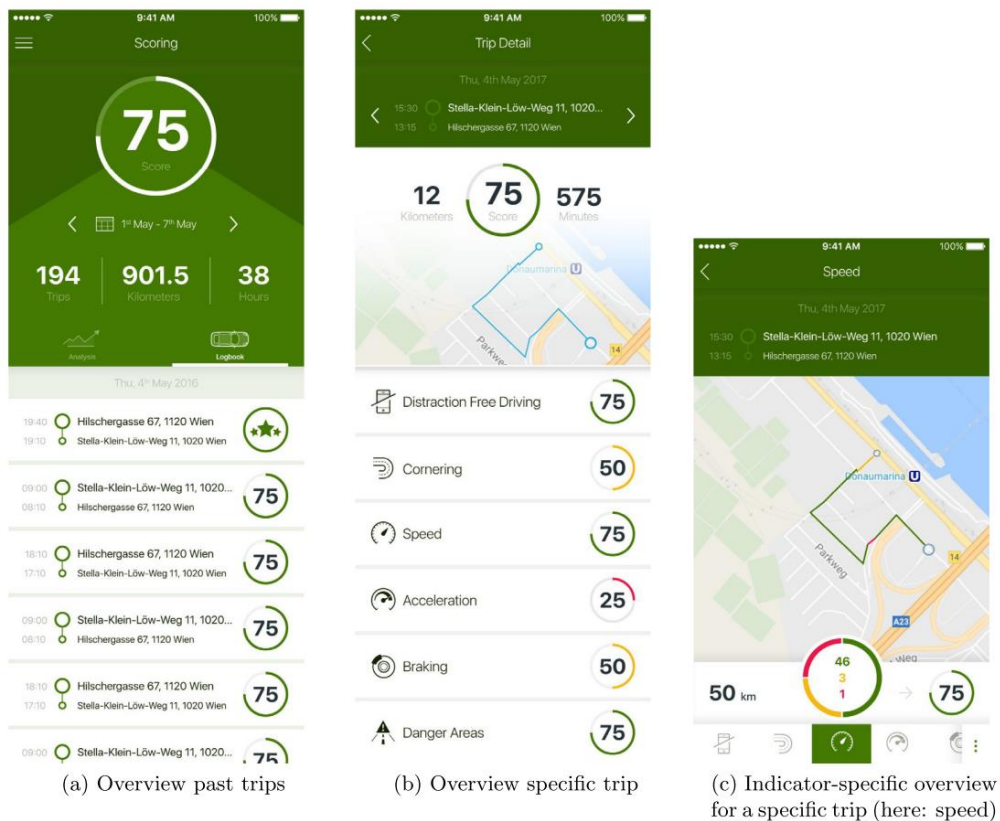 9:41 AM 100%
Scoring
75
Score
1st May - 7th May
194 901.5 38
Trips Kilometers Hours
Analysis Logbook
Thu, 4th May 2016
19:40 Hilschergasse 67, 1120 Wien
19:10 Stella-Klein-Löw-Weg 11, 1020 Wien
09:00 Stella-Klein-Löw-Weg 11, 1020... 75
08:10 Hilschergasse 67, 1120 Wien
18:10 Hilschergasse 67, 1120 Wien 75
17:10 Stella-Klein-Löw-Weg 11, 1020 Wien
09:00 Stella-Klein-Löw-Weg 11, 1020... 75
08:10 Hilschergasse 67, 1120 Wien
18:10 Hilschergasse 67, 1120 Wien 75
17:10 Stella-Klein-Löw-Weg 11, 1020 Wien
09:00 Stella-Klein-Löw-Weg 11, 1020... 75
(a) Overview past trips
9:41 AM 100%
Trip Detail
Thu, 4th May 2017
15:30 Stella-Klein-Löw-Weg 11, 1020...
13:15 Hilschergasse 67, 1120 Wien
12 75 575
Kilometers Score Minutes
Donaumarina U
Parkweg
14
Distraction Free Driving 75
Cornering 50
Speed 75
Acceleration 25
Braking 50
Danger Areas 75
(b) Overview specific trip
9:41 AM 100%
Speed
Thu, 4th May 2017
15:30 Stella-Klein-Löw-Weg 11, 1020 Wien
13:15 Hilschergasse 67, 1120 Wien
Donaumarina U
Parkweg
14
A23
Weg
46
3
1
50 km 75
(c) Indicator-specific overview
for a specific trip (here: speed)